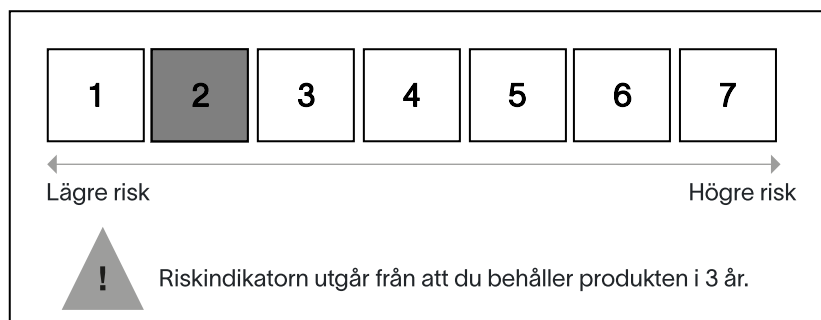 1 2 3 4 5 6 7
Lägre risk Högre risk
! Riskindikatorn utgår från att du behåller produkten i 3 år.